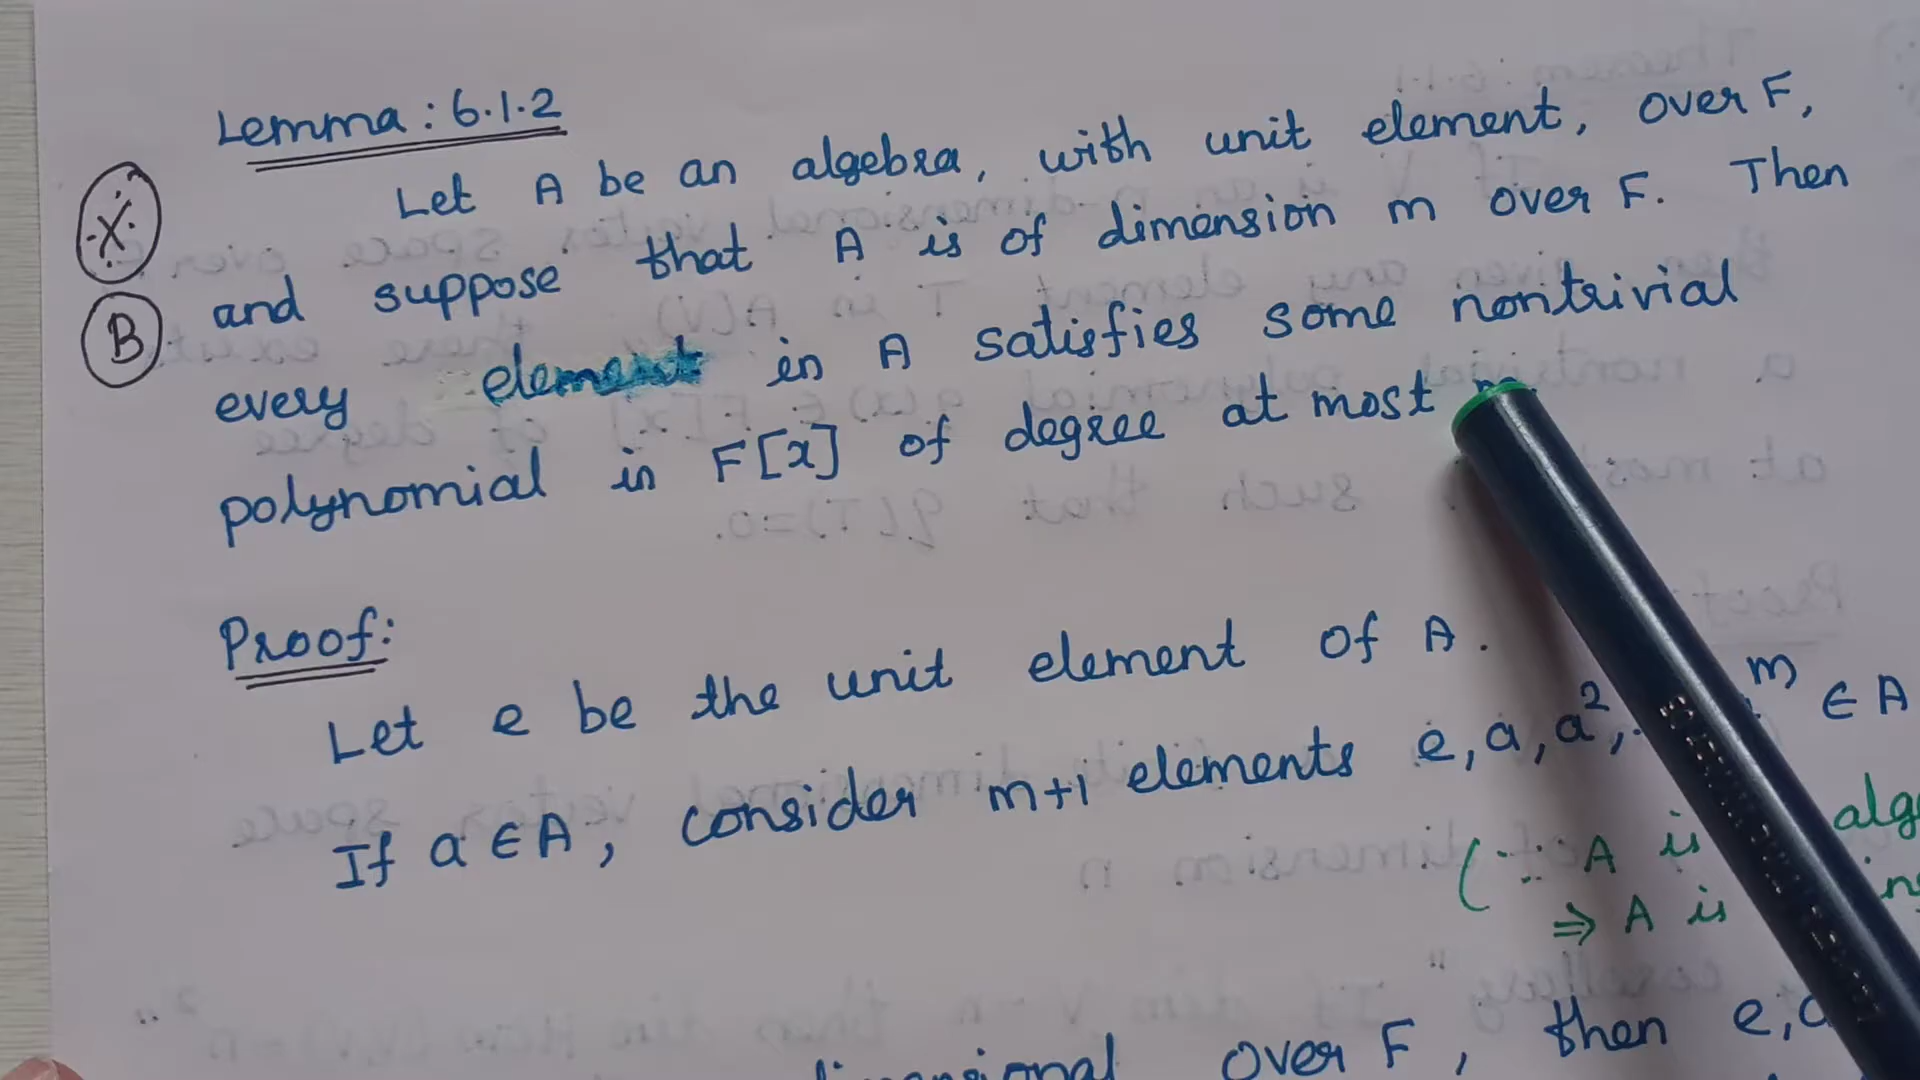 Lemma : 6.1.2
Let A be an algebra, with unit element, over F,
and suppose that A is of dimension m over F. Then
every element in A satisfies some nontrivial
polynomial in F[x] of degree at most
Proof:
Let e be the unit element of A.
If a ∈ A, consider m+1 elements e, a, a², m ∈ A
(∵ A is
⇒ A is
over F, then e,
B